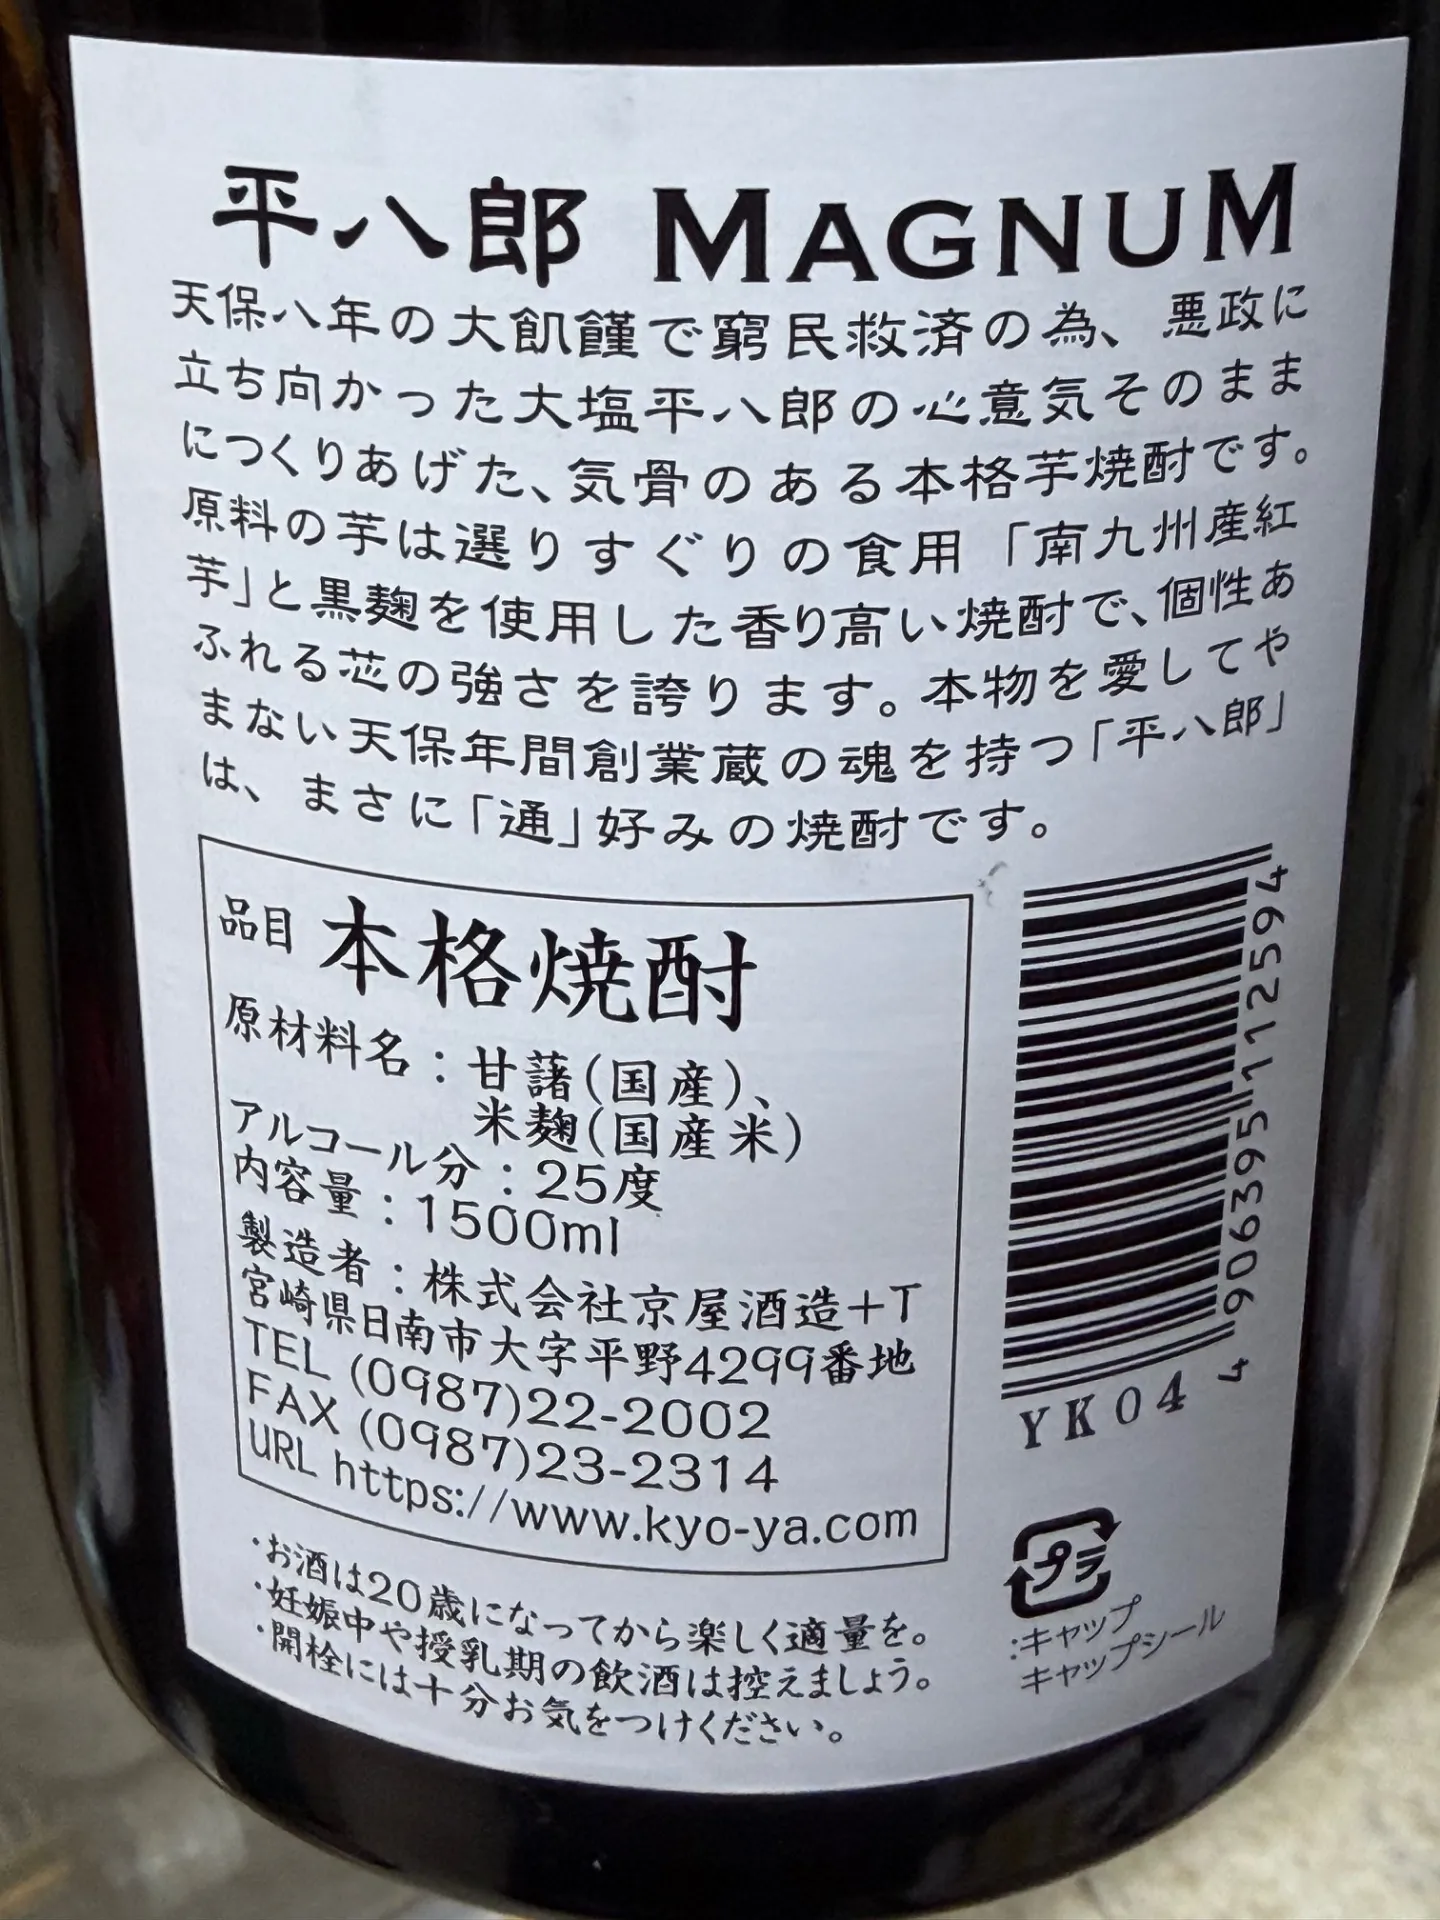 平八郎 MAGNUM
天保八年の大飢饉で窮民救済の為、悪政に
立ち向かった大塩平八郎の心意気そのまま
につくりあげた、気骨のある本格芋焼酎です。
原料の芋は選りすぐりの食用「南九州産紅
芋」と黒麹を使用した香り高い焼酎で、個性あ
ふれる芯の強さを誇ります。本物を愛してや
まない天保年間創業蔵の魂を持つ「平八郎」
は、まさに「通」好みの焼酎です。
品目 本格焼酎
原材料名:甘藷(国産)、
米麹(国産米)
アルコール分:25度
内容量:1500ml
製造者:株式会社京屋酒造+T
宮崎県日南市大字平野4299番地
TEL (0987)22-2002
FAX (0987)23-2314
URL https://www.kyo-ya.com
4 906395 112594
YK04
プラ
:キャップ
キャップシール
・お酒は20歳になってから楽しく適量を。
・妊娠中や授乳期の飲酒は控えましょう。
・開栓には十分お気をつけください。